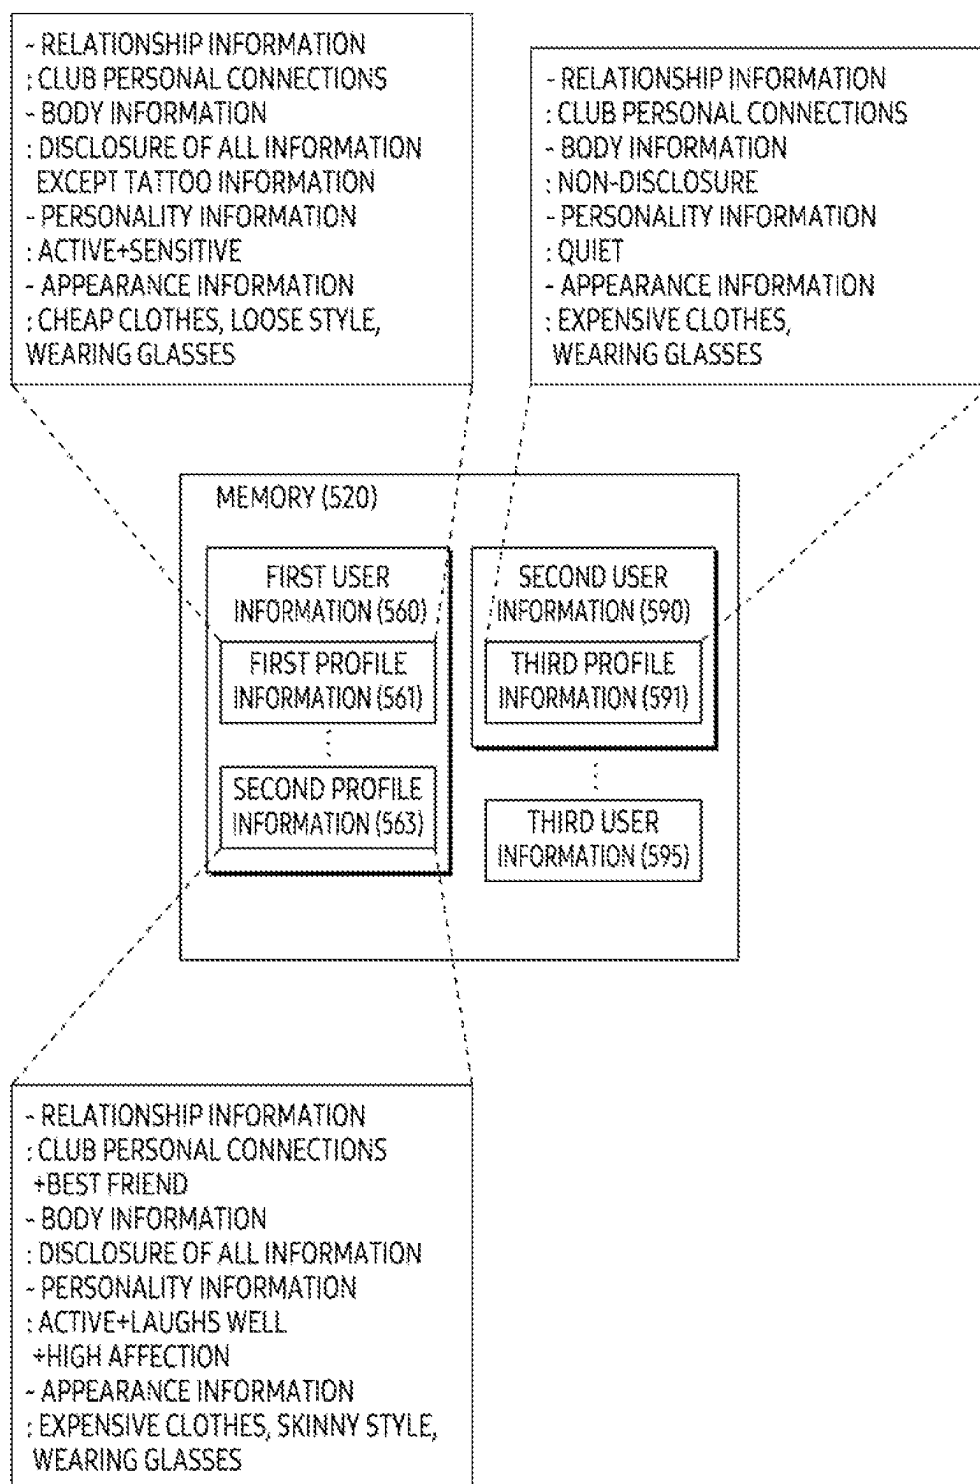 - RELATIONSHIP INFORMATION
: CLUB PERSONAL CONNECTIONS
- BODY INFORMATION
: DISCLOSURE OF ALL INFORMATION
EXCEPT TATTOO INFORMATION
- PERSONALITY INFORMATION
: ACTIVE+SENSITIVE
- APPEARANCE INFORMATION
: CHEAP CLOTHES, LOOSE STYLE,
WEARING GLASSES
- RELATIONSHIP INFORMATION
: CLUB PERSONAL CONNECTIONS
- BODY INFORMATION
: NON-DISCLOSURE
- PERSONALITY INFORMATION
: QUIET
- APPEARANCE INFORMATION
: EXPENSIVE CLOTHES,
WEARING GLASSES
MEMORY (520)
FIRST USER
INFORMATION (560)
FIRST PROFILE
INFORMATION (561)
SECOND PROFILE
INFORMATION (563)
SECOND USER
INFORMATION (590)
THIRD PROFILE
INFORMATION (591)
THIRD USER
INFORMATION (595)
- RELATIONSHIP INFORMATION
: CLUB PERSONAL CONNECTIONS
+BEST FRIEND
- BODY INFORMATION
: DISCLOSURE OF ALL INFORMATION
- PERSONALITY INFORMATION
: ACTIVE+LAUGHS WELL
+HIGH AFFECTION
- APPEARANCE INFORMATION
: EXPENSIVE CLOTHES, SKINNY STYLE,
WEARING GLASSES